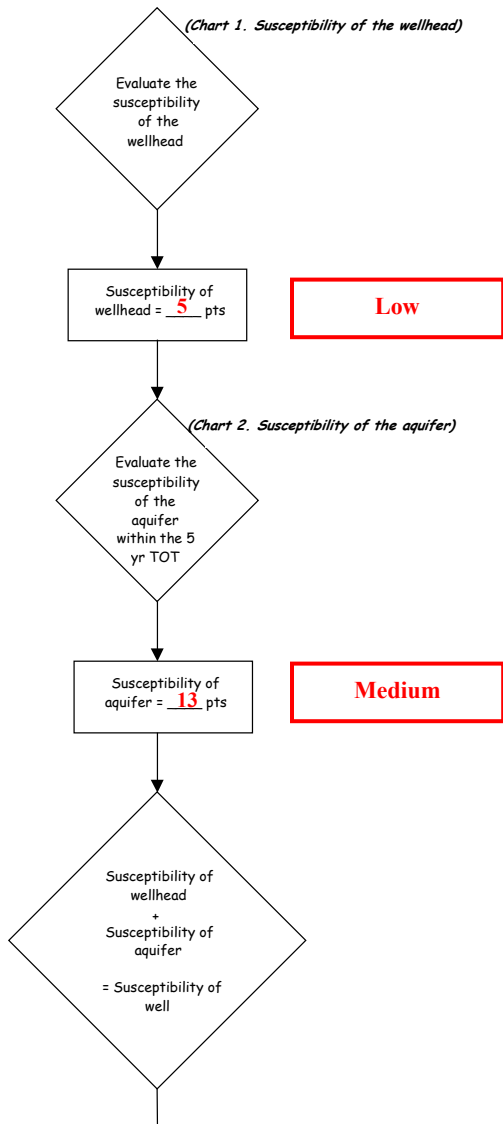 (Chart 1. Susceptibility of the wellhead)
Evaluate the
susceptibility
of the
wellhead
Susceptibility of
wellhead = 5 pts
Low
(Chart 2. Susceptibility of the aquifer)
Evaluate the
susceptibility
of the
aquifer
within the 5
yr TOT
Susceptibility of
aquifer = 13 pts
Medium
Susceptibility of
wellhead
+
Susceptibility of
aquifer
= Susceptibility of
well